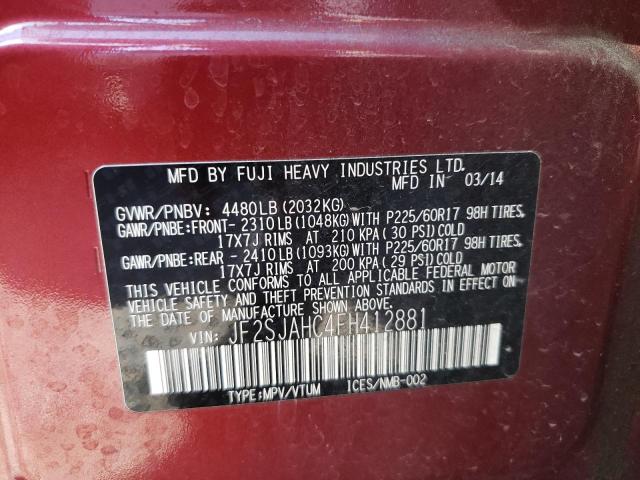 MFD BY FUJI HEAVY INDUSTRIES LTD.
MFD IN 03/14
GVWR/PNBV: 4480LB(2032KG)
GAWR/PNBE:FRONT- 2310LB(1048KG)WITH P225/60R17 98H TIRES,
17X7J RIMS AT 210 KPA( 30 PSI)COLD
GAWR/PNBE:REAR - 2410LB(1093KG)WITH P225/60R17 98H TIRES,
17X7J RIMS AT 200 KPA( 29 PSI)COLD
THIS VEHICLE CONFORMS TO ALL APPLICABLE FEDERAL MOTOR
VEHICLE SAFETY AND THEFT PREVENTION STANDARDS IN EFFECT
ON THE DATE OF MANUFACTURE SHOWN ABOVE.
VIN: JF2SJAHC4FH412881
TYPE:MPV/VTUM ICES/NMB-002